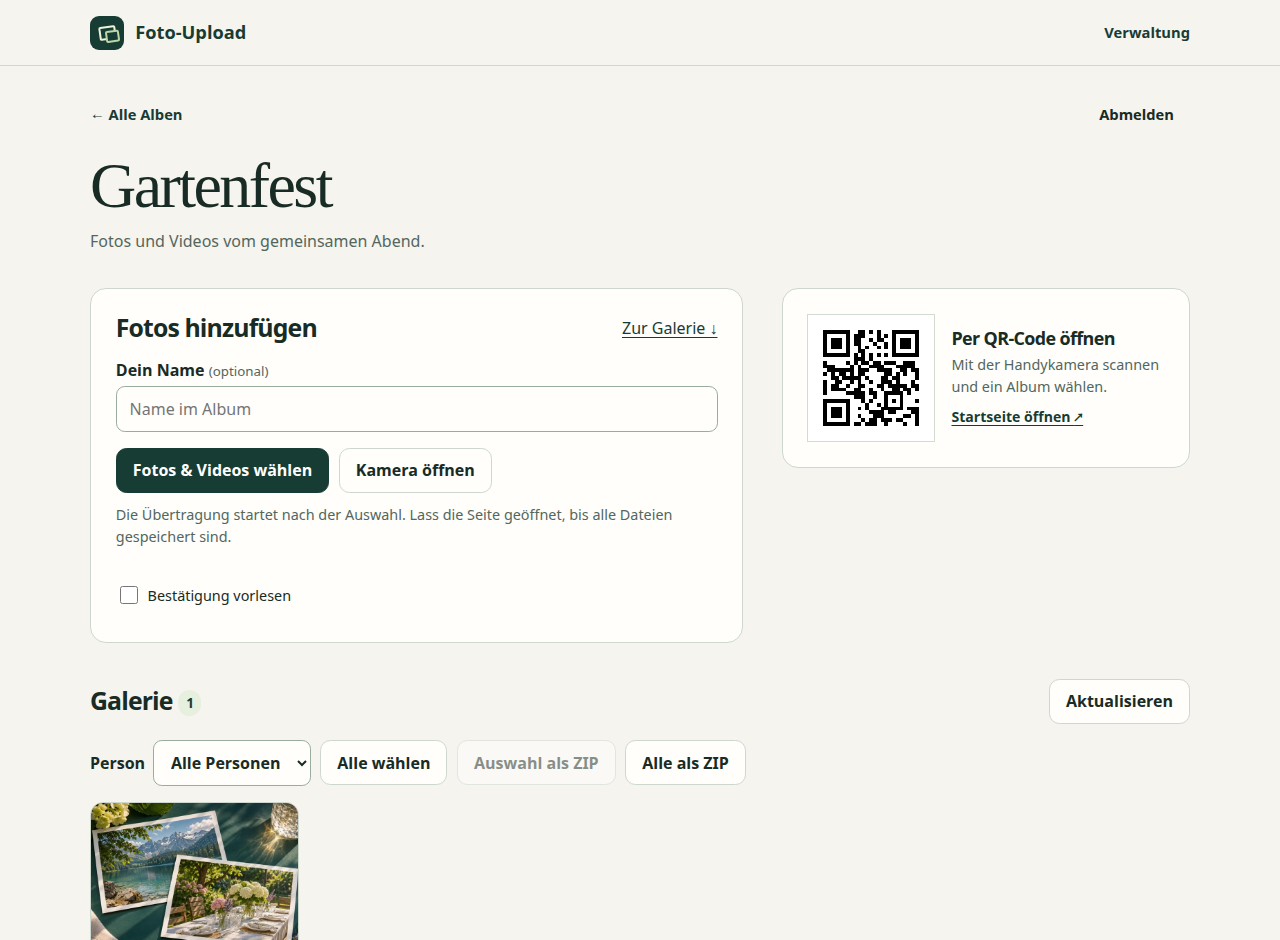 Foto-Upload
Verwaltung
← Alle Alben
Abmelden
Gartenfest
Fotos und Videos vom gemeinsamen Abend.
Fotos hinzufügen
Zur Galerie ↓
Dein Name (optional)
Name im Album
Fotos & Videos wählen
Kamera öffnen
Die Übertragung startet nach der Auswahl. Lass die Seite geöffnet, bis alle Dateien
gespeichert sind.
Bestätigung vorlesen
Per QR-Code öffnen
Mit der Handykamera scannen
und ein Album wählen.
Startseite öffnen ↗
Galerie 1
Aktualisieren
Person
Alle Personen
Alle wählen
Auswahl als ZIP
Alle als ZIP